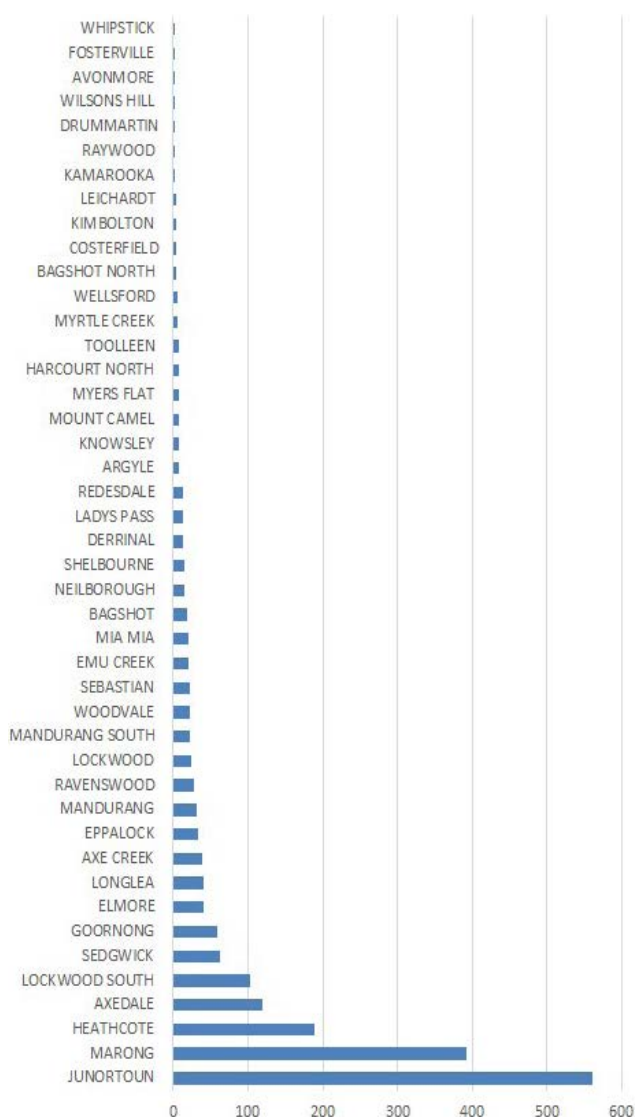 WHIPSTICK
FOSTERVILLE
AVONMORE
WILSONS HILL
DRUMMARTIN
RAYWOOD
KAMAROOKA
LEICHARDT
KIMBOLTON
COSTERFIELD
BAGSHOT NORTH
WELLSFORD
MYRTLE CREEK
TOOLLEEN
HARCOURT NORTH
MYERS FLAT
MOUNT CAMEL
KNOWSLEY
ARGYLE
REDESDALE
LADYS PASS
DERRINAL
SHELBOURNE
NEILBOROUGH
BAGSHOT
MIA MIA
EMU CREEK
SEBASTIAN
WOODVALE
MANDURANG SOUTH
LOCKWOOD
RAVENSWOOD
MANDURANG
EPPALOCK
AXE CREEK
LONGLEA
ELMORE
GOORNONG
SEDGWICK
LOCKWOOD SOUTH
AXEDALE
HEATHCOTE
MARONG
JUNORTOUN
0 100 200 300 400 500 600